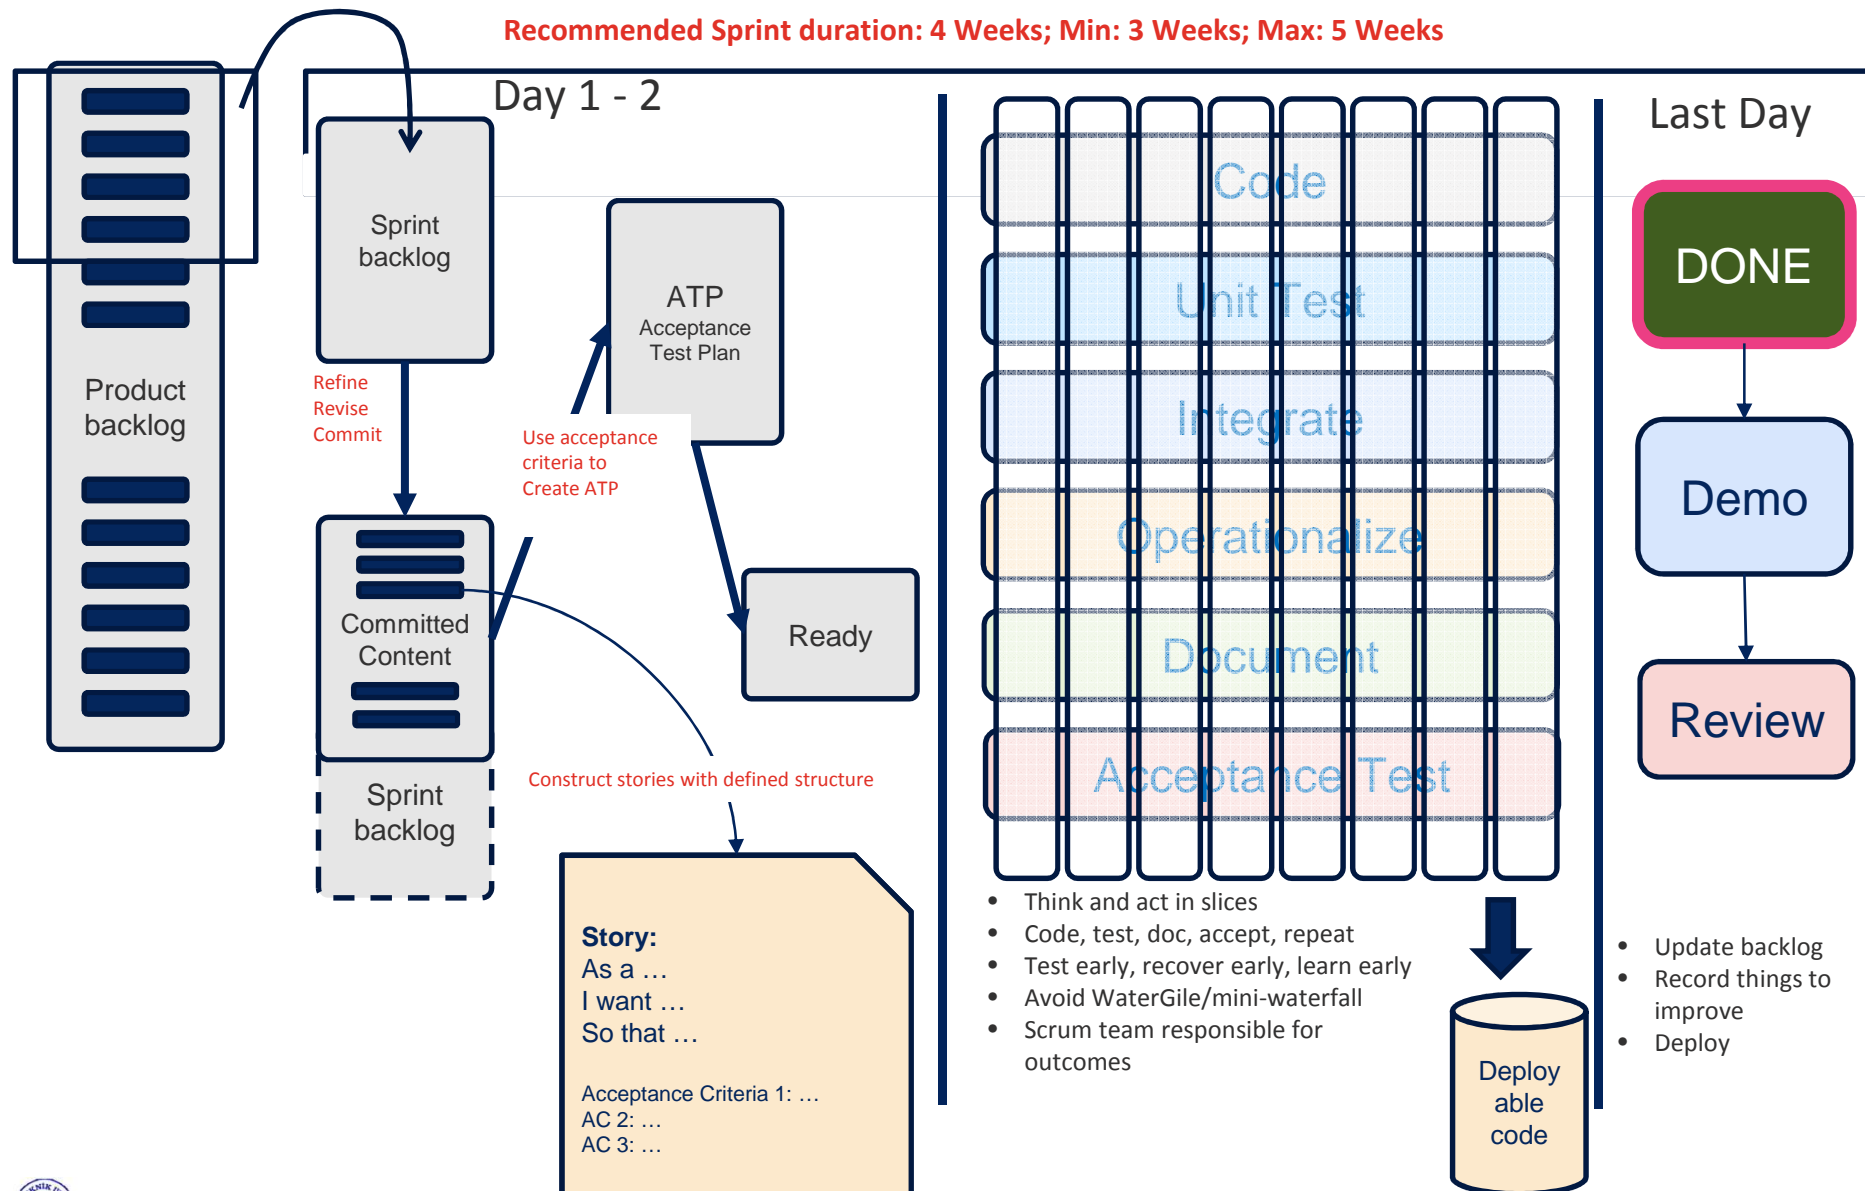 Recommended Sprint duration: 4 Weeks; Min: 3 Weeks; Max: 5 Weeks
Day 1 - 2
Last Day
Product
backlog
Sprint
backlog
Refine
Revise
Commit
ATP
Acceptance
Test Plan
Use acceptance
criteria to
Create ATP
Committed
Content
Ready
Sprint
backlog
Construct stories with defined structure
Story:
As a …
I want …
So that …
Acceptance Criteria 1: …
AC 2: …
AC 3: …
Code
Unit Test
Integrate
Operationalize
Document
Acceptance Test
• Think and act in slices
• Code, test, doc, accept, repeat
• Test early, recover early, learn early
• Avoid WaterGile/mini-waterfall
• Scrum team responsible for
outcomes
Deploy
able
code
DONE
Demo
Review
• Update backlog
• Record things to
improve
• Deploy